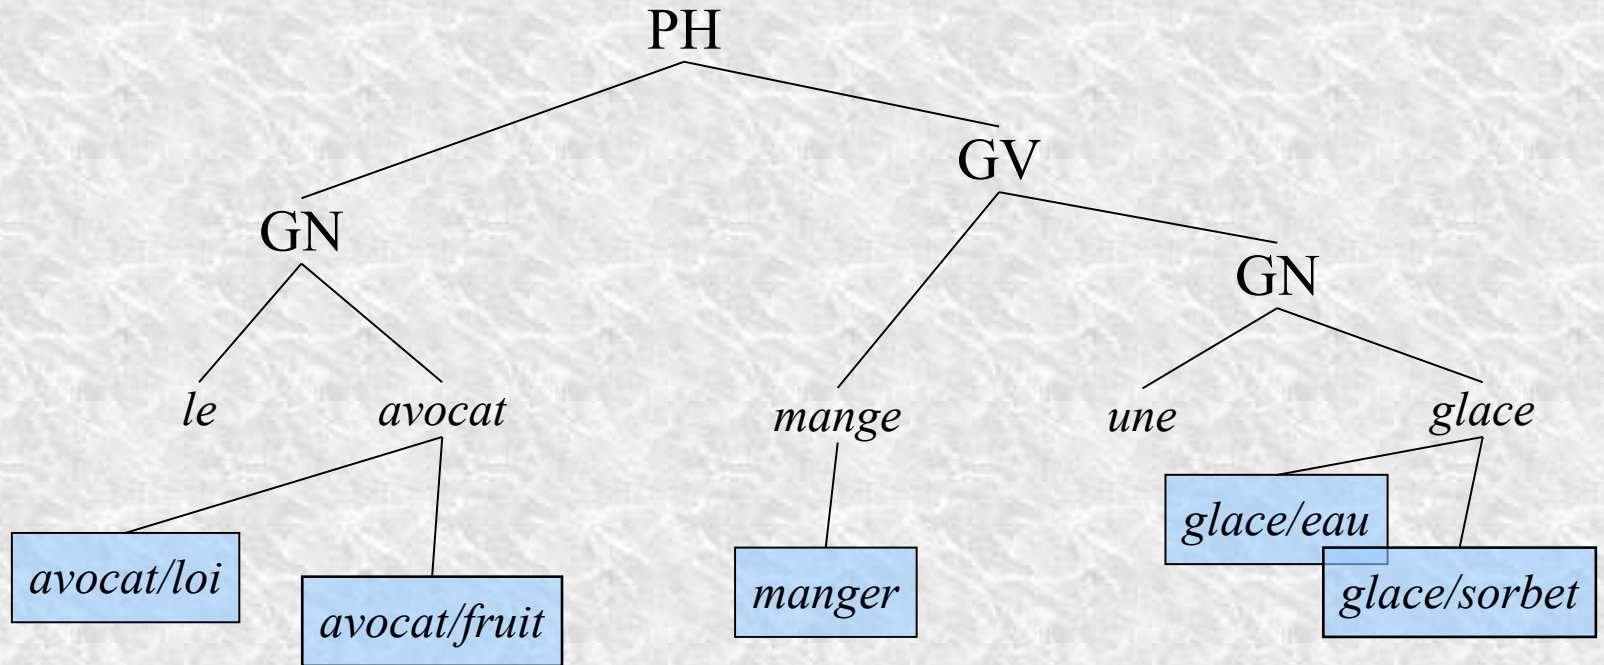 PH
GV
GN
GN
le
avocat
mange
une
glace
glace/eau
avocat/loi
avocat/fruit
manger
glace/sorbet